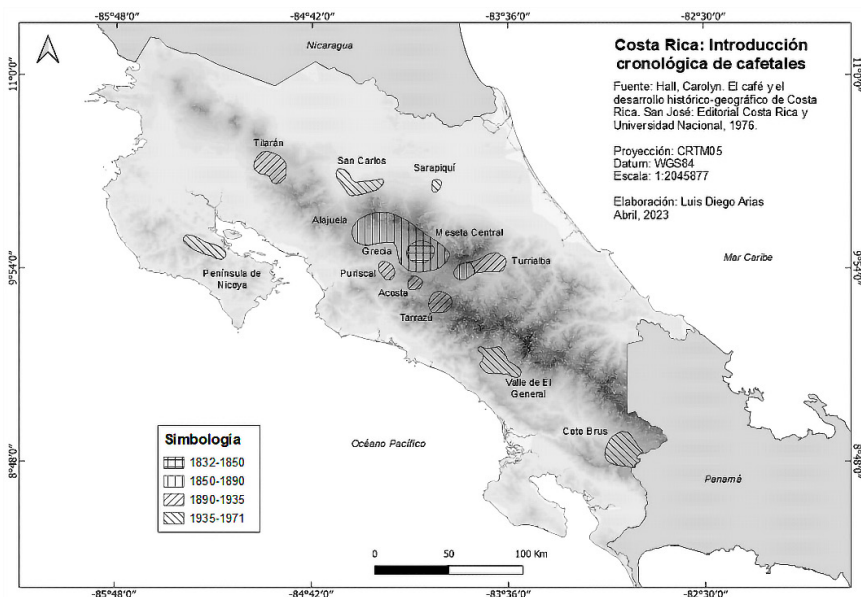 -85°48'0"
-84°42'0"
-83°36'0"
-82°30'0"
Nicaragua
Costa Rica: Introducción
cronológica de cafetales
Fuente: Hall, Carolyn. El café y el
desarrollo histórico-geográfico de Costa
Rica. San José: Editorial Costa Rica y
Universidad Nacional, 1976.
Proyección: CRTM05
Datum: WGS84
Escala: 1:2045877
Elaboración: Luis Diego Arias
Abril, 2023
11°0'0"
11°0'0"
Tilarán
San Carlos
Sarapiquí
Alajuela
Meseta Central
Grecia
Turrialba
Mar Caribe
9°54'0"
9°54'0"
Puriscal
Península de
Nicoya
Acosta
Tarrazú
Valle de El
General
Coto Brus
Océano Pacífico
Panamá
8°48'0"
8°48'0"
Simbología
1832-1850
1850-1890
1890-1935
1935-1971
0
50
100 Km
-85°48'0"
-84°42'0"
-83°36'0"
-82°30'0"